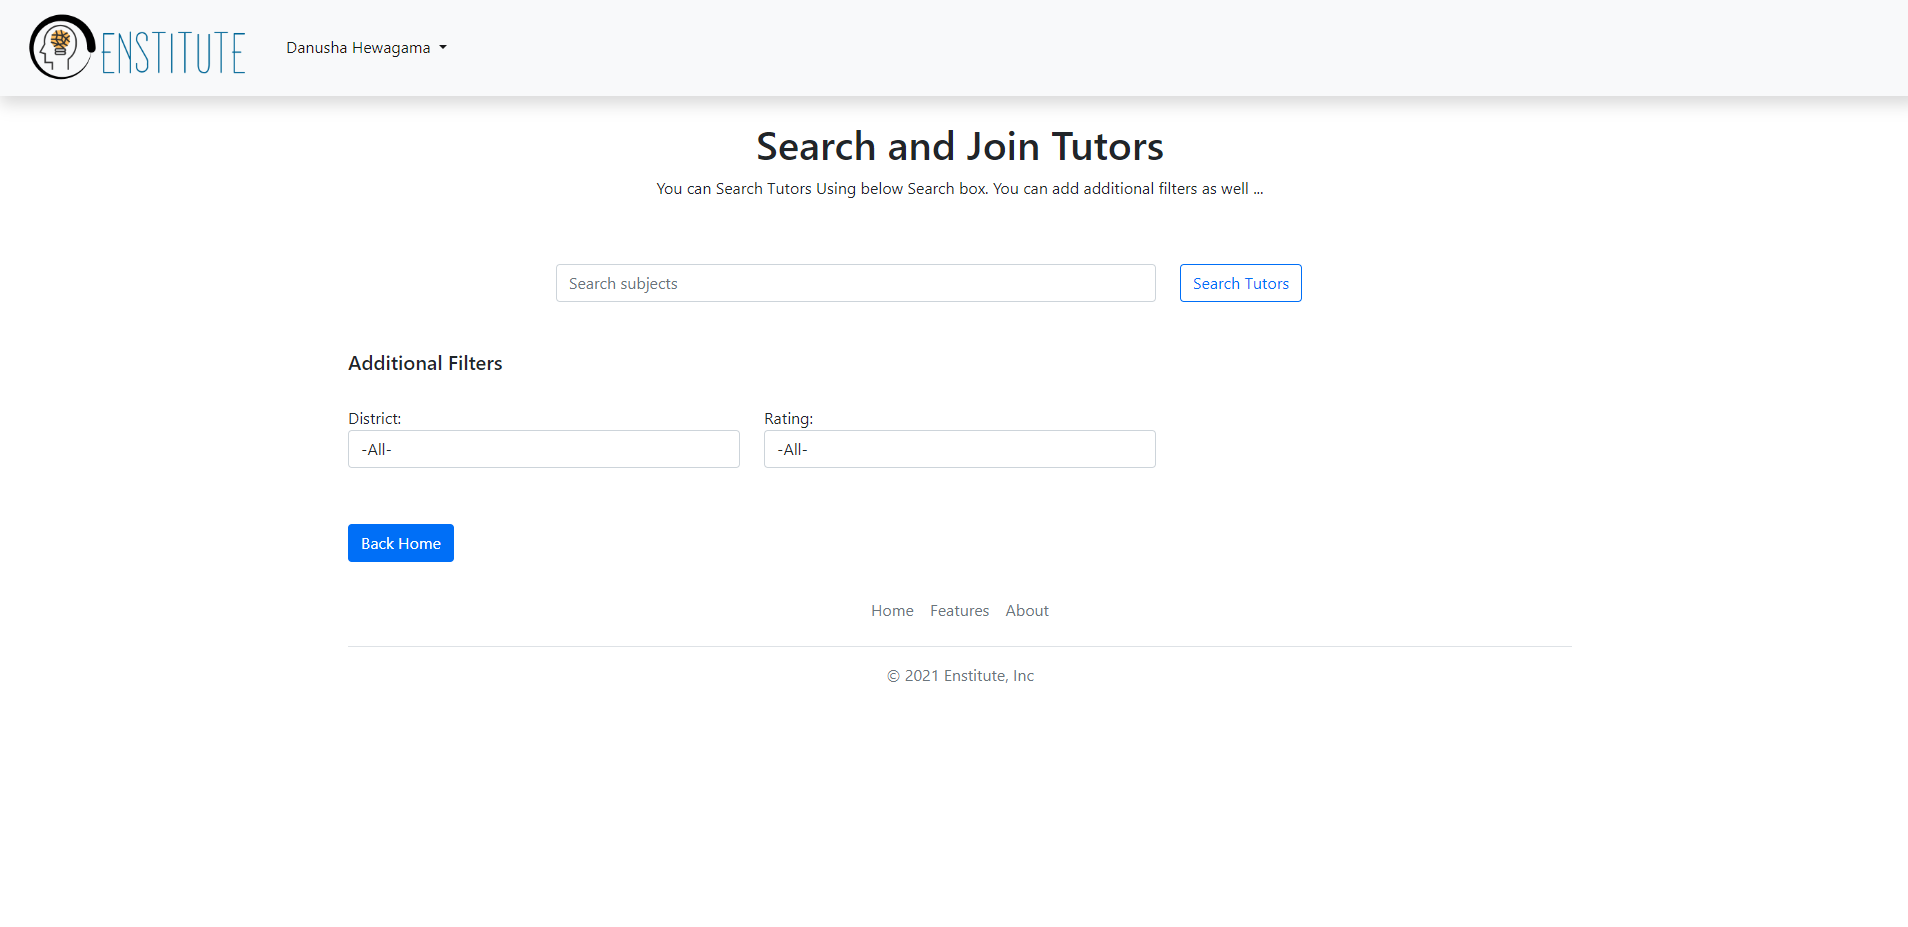 ENSTITUTE
Danusha Hewagama
Search and Join Tutors
You can Search Tutors Using below Search box. You can add additional filters as well ...
Search subjects
Search Tutors
Additional Filters
District:
Rating:
-All-
-All-
Back Home
Home Features About
© 2021 Enstitute, Inc